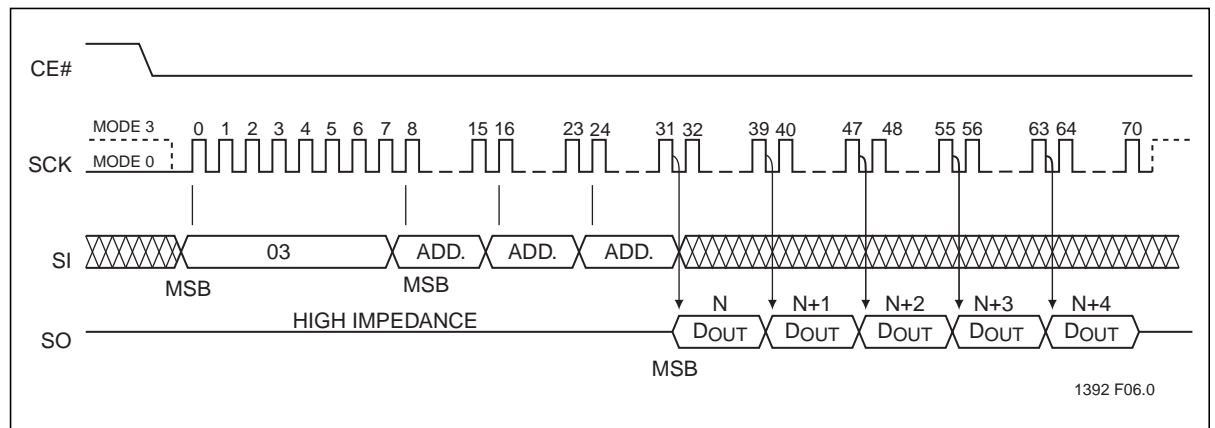 CE#
MODE 3
0 1 2 3 4 5 6 7 8 15 16 23 24 31 32 39 40 47 48 55 56 63 64 70
SCK
MODE 0
SI
03
ADD.
ADD.
ADD.
MSB
MSB
N
N+1
N+2
N+3
N+4
HIGH IMPEDANCE
SO
DOUT
DOUT
DOUT
DOUT
DOUT
MSB
1392 F06.0